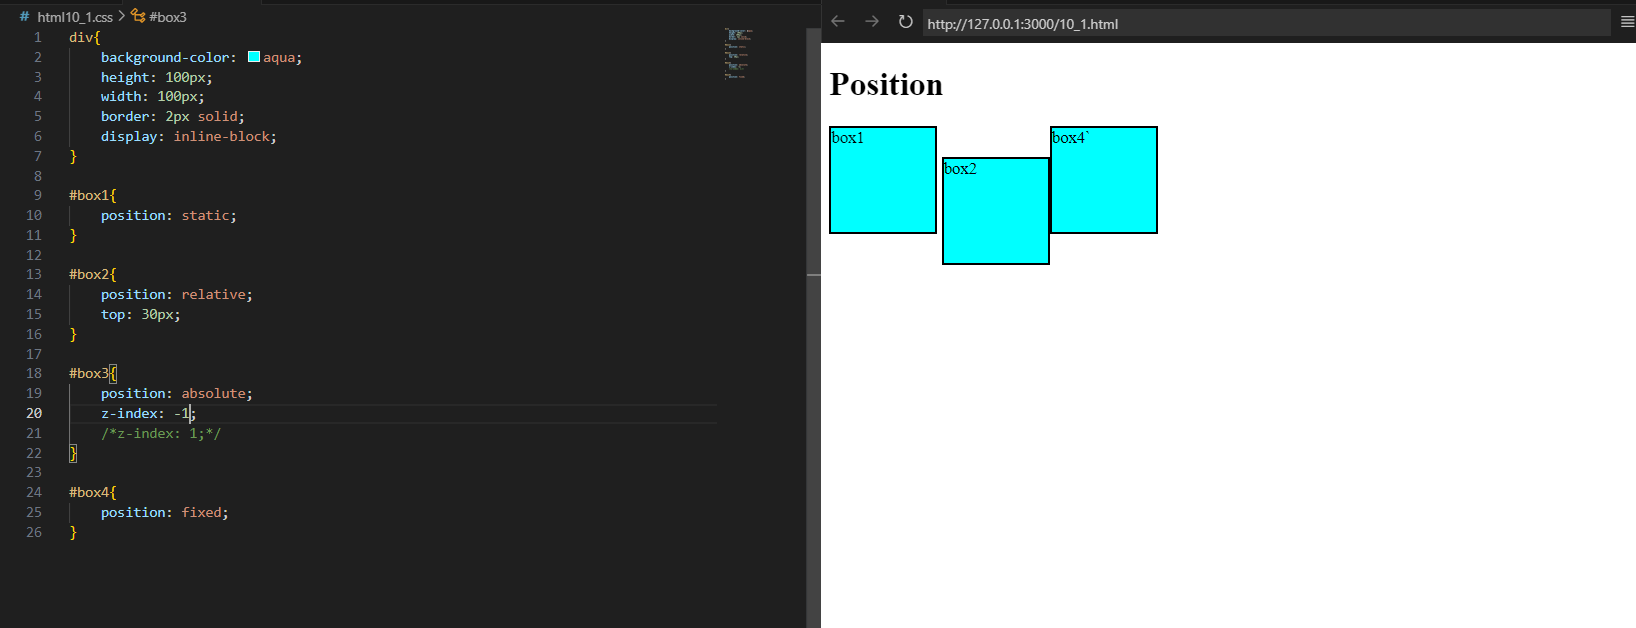 # html10_1.css > #box3
1 div{
2 background-color: aqua;
3 height: 100px;
4 width: 100px;
5 border: 2px solid;
6 display: inline-block;
7 }
8
9 #box1{
10 position: static;
11 }
12
13 #box2{
14 position: relative;
15 top: 30px;
16 }
17
18 #box3{
19 position: absolute;
20 z-index: -1;
21 /*z-index: 1;*/
22 }
23
24 #box4{
25 position: fixed;
26 }
http://127.0.0.1:3000/10_1.html
Position
box1
box4`
box2